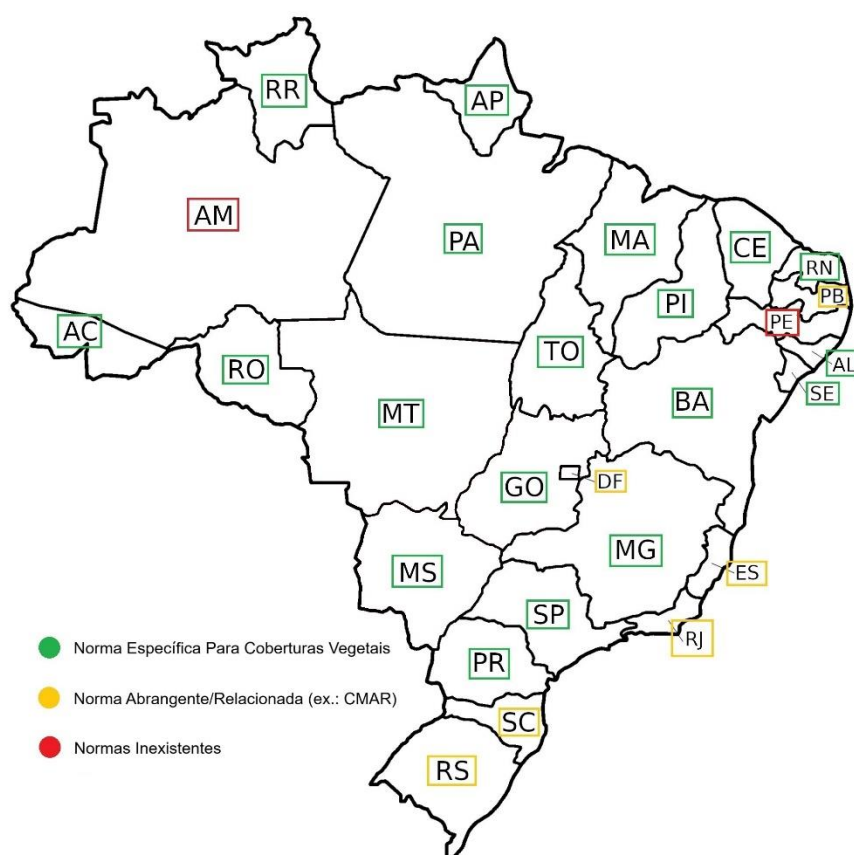 RR
AP
AM
PA
MA
CE
RN
PB
PI
PE
AC
RO
TO
AL
SE
MT
BA
GO
DF
MG
MS
ES
SP
RJ
PR
SC
RS
Norma Específica Para Coberturas Vegetais
Norma Abrangente/Relacionada (ex.: CMAR)
Normas Inexistentes